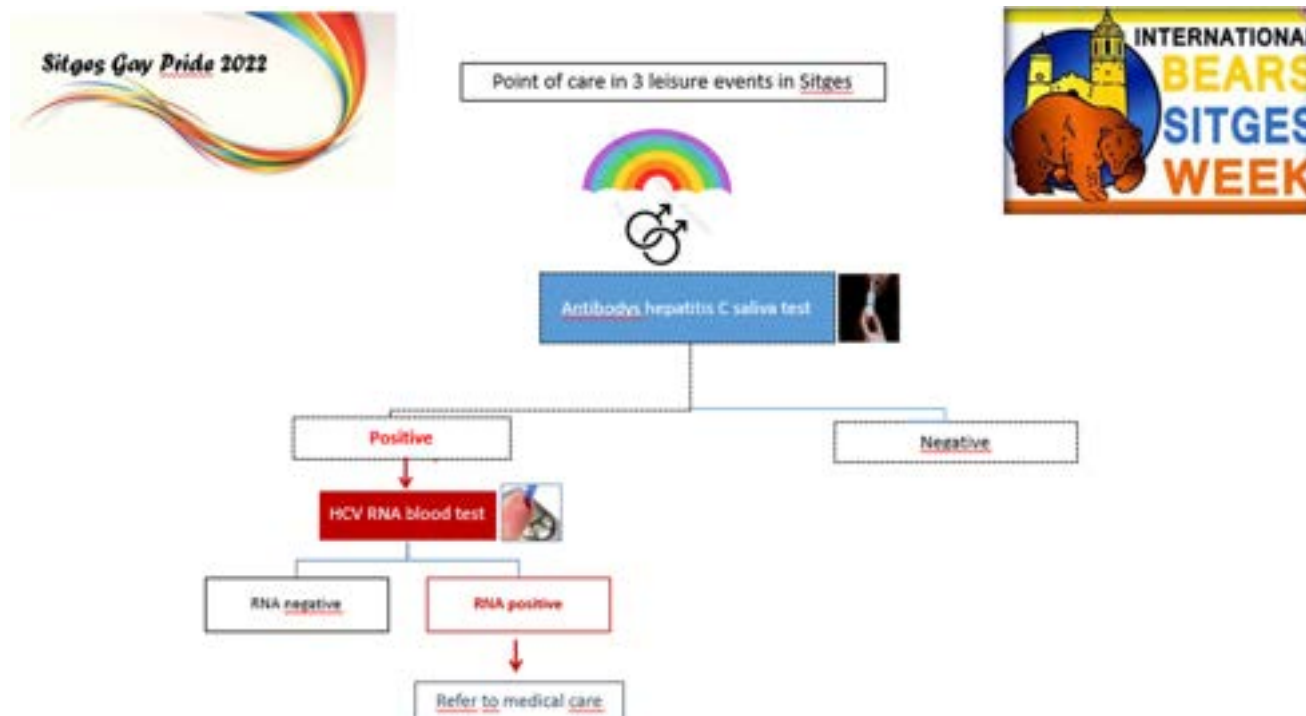 Sitges Gay Pride 2022
Point of care in 3 leisure events in Sitges
INTERNATIONAL
BEARS
SITGES
WEEK
Antibodys hepatitis C saliva test
Positive
Negative
HCV RNA blood test
RNA negative
RNA positive
Refer to medical care